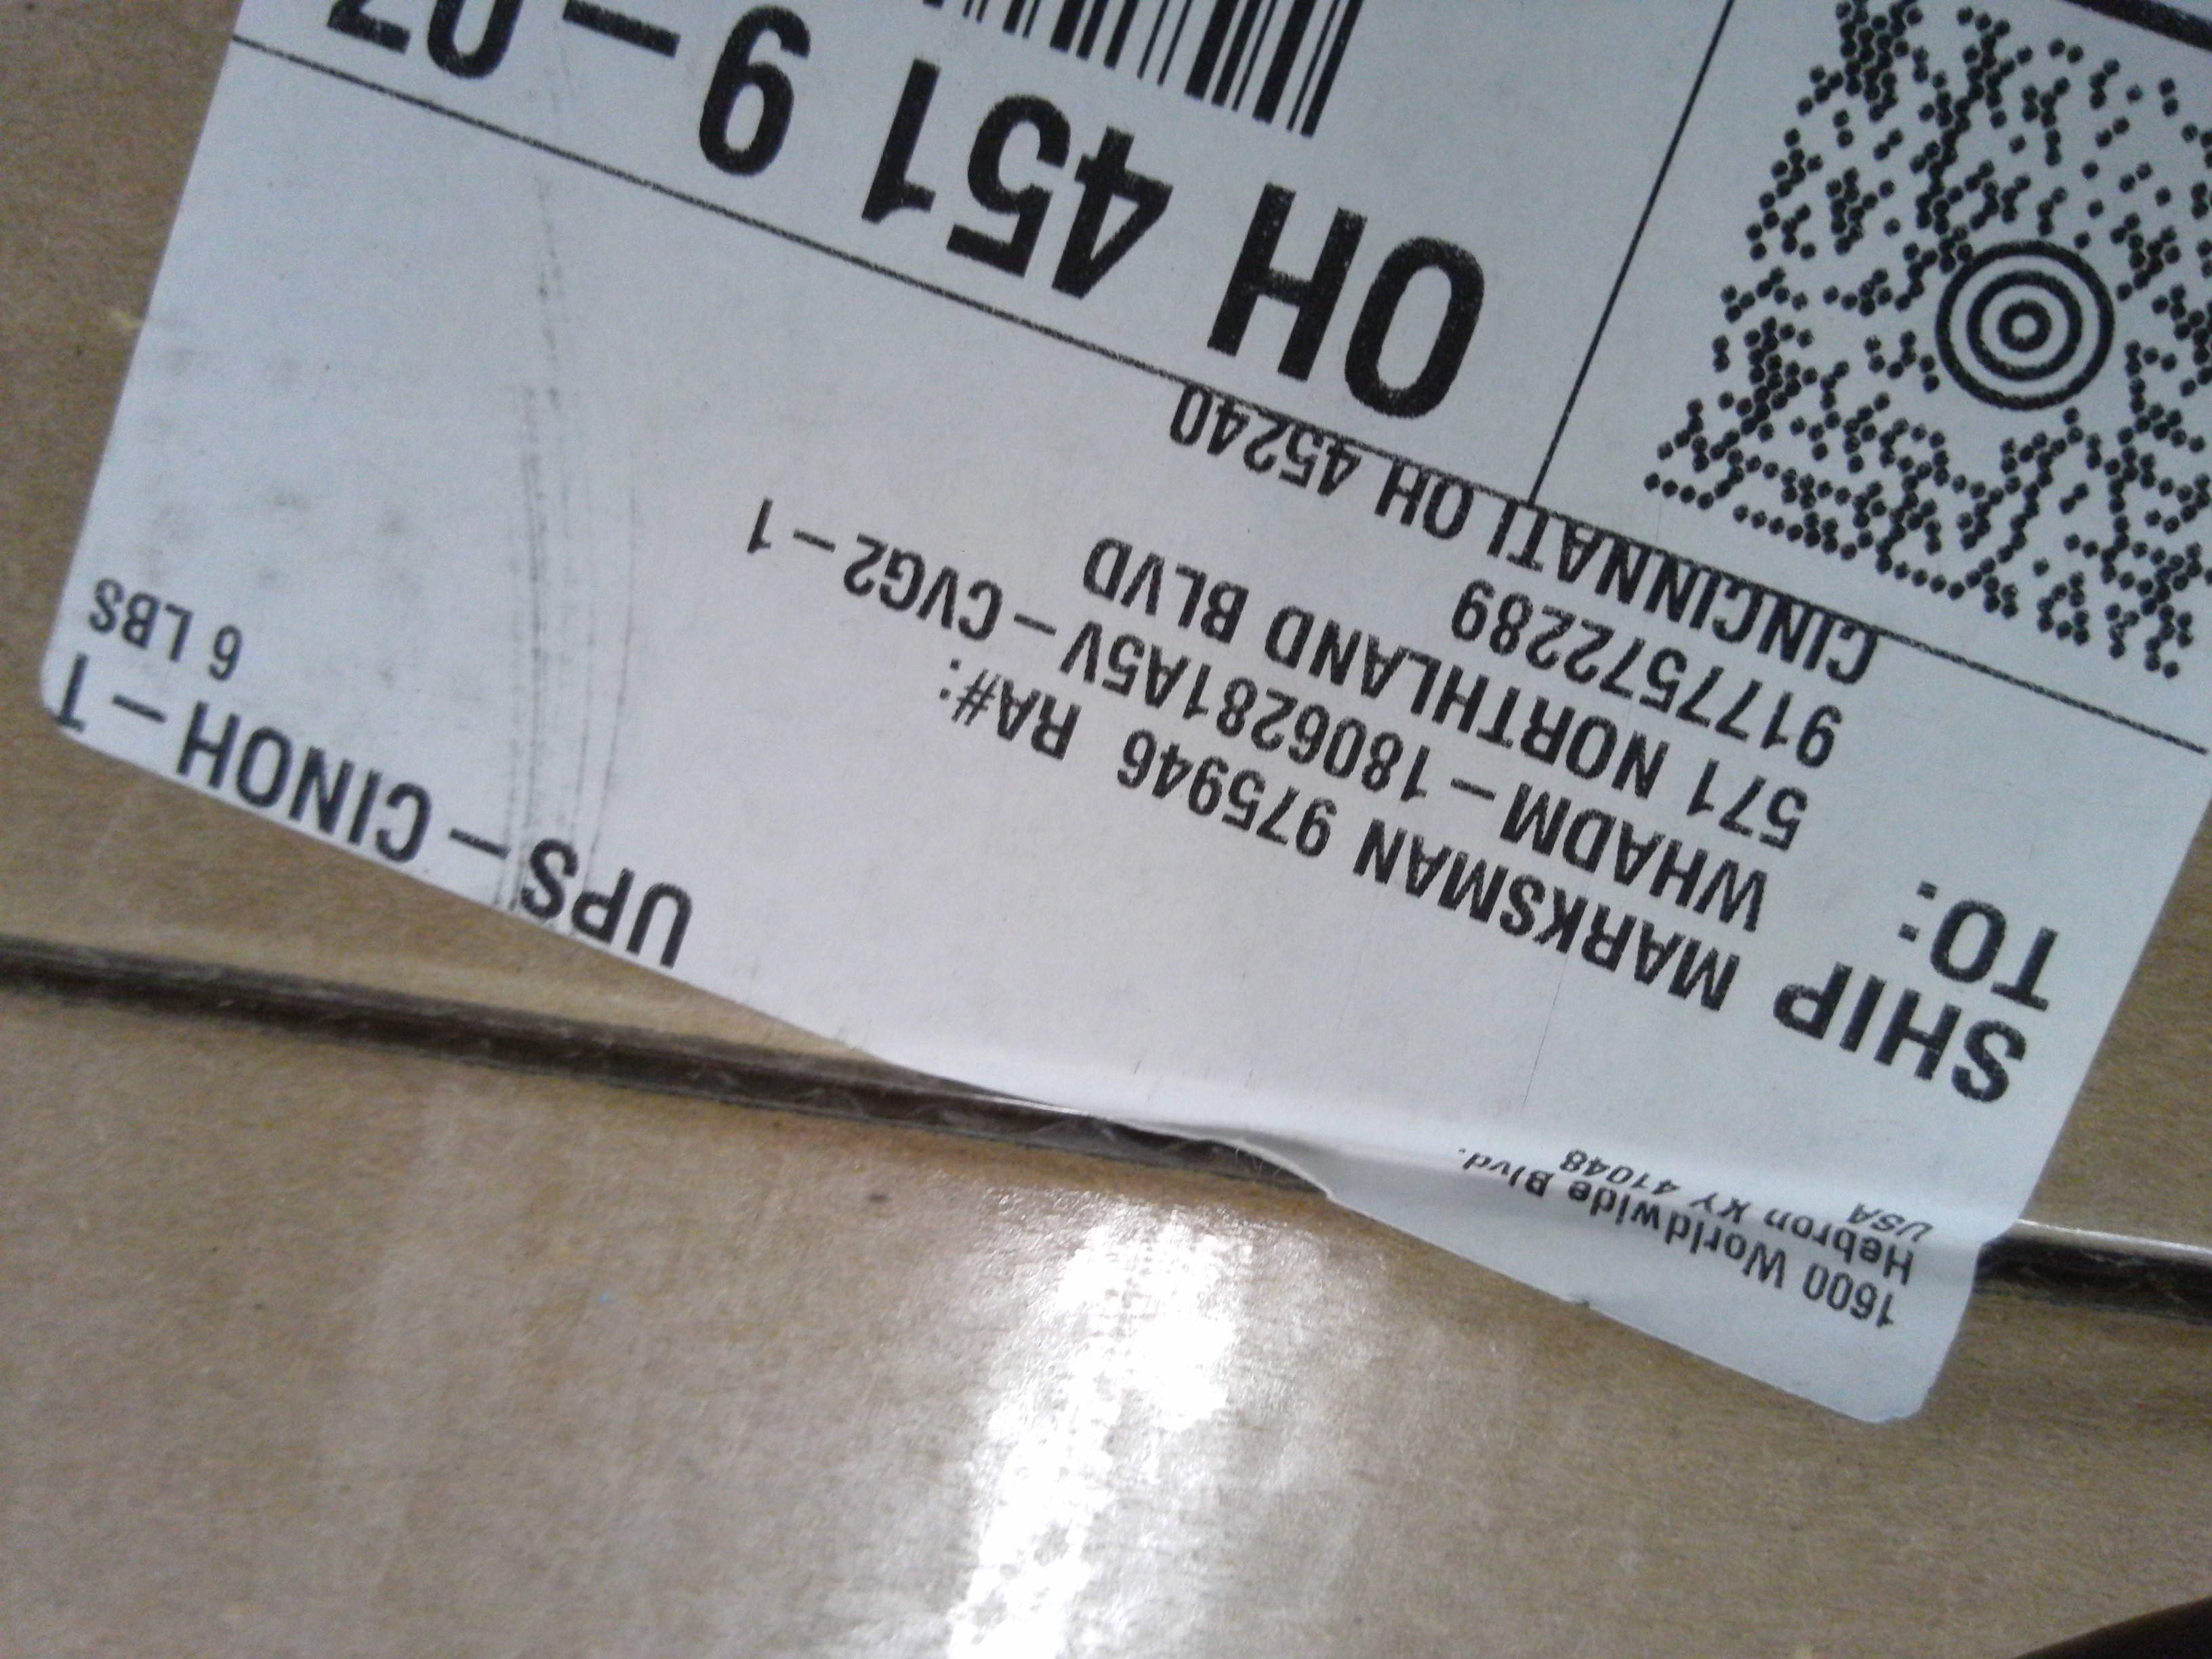 1600 Worldwide Blvd.
Hebron KY 41048
USA
UPS-CINOH-T
6 LBS
SHIP
TO:
MARKSMAN 975946 RA#:
WHADM-1806281A5V-CVG2-1
571 NORTHLAND BLVD
9177572289
CINCINNATI OH 45240
OH 451 9-07